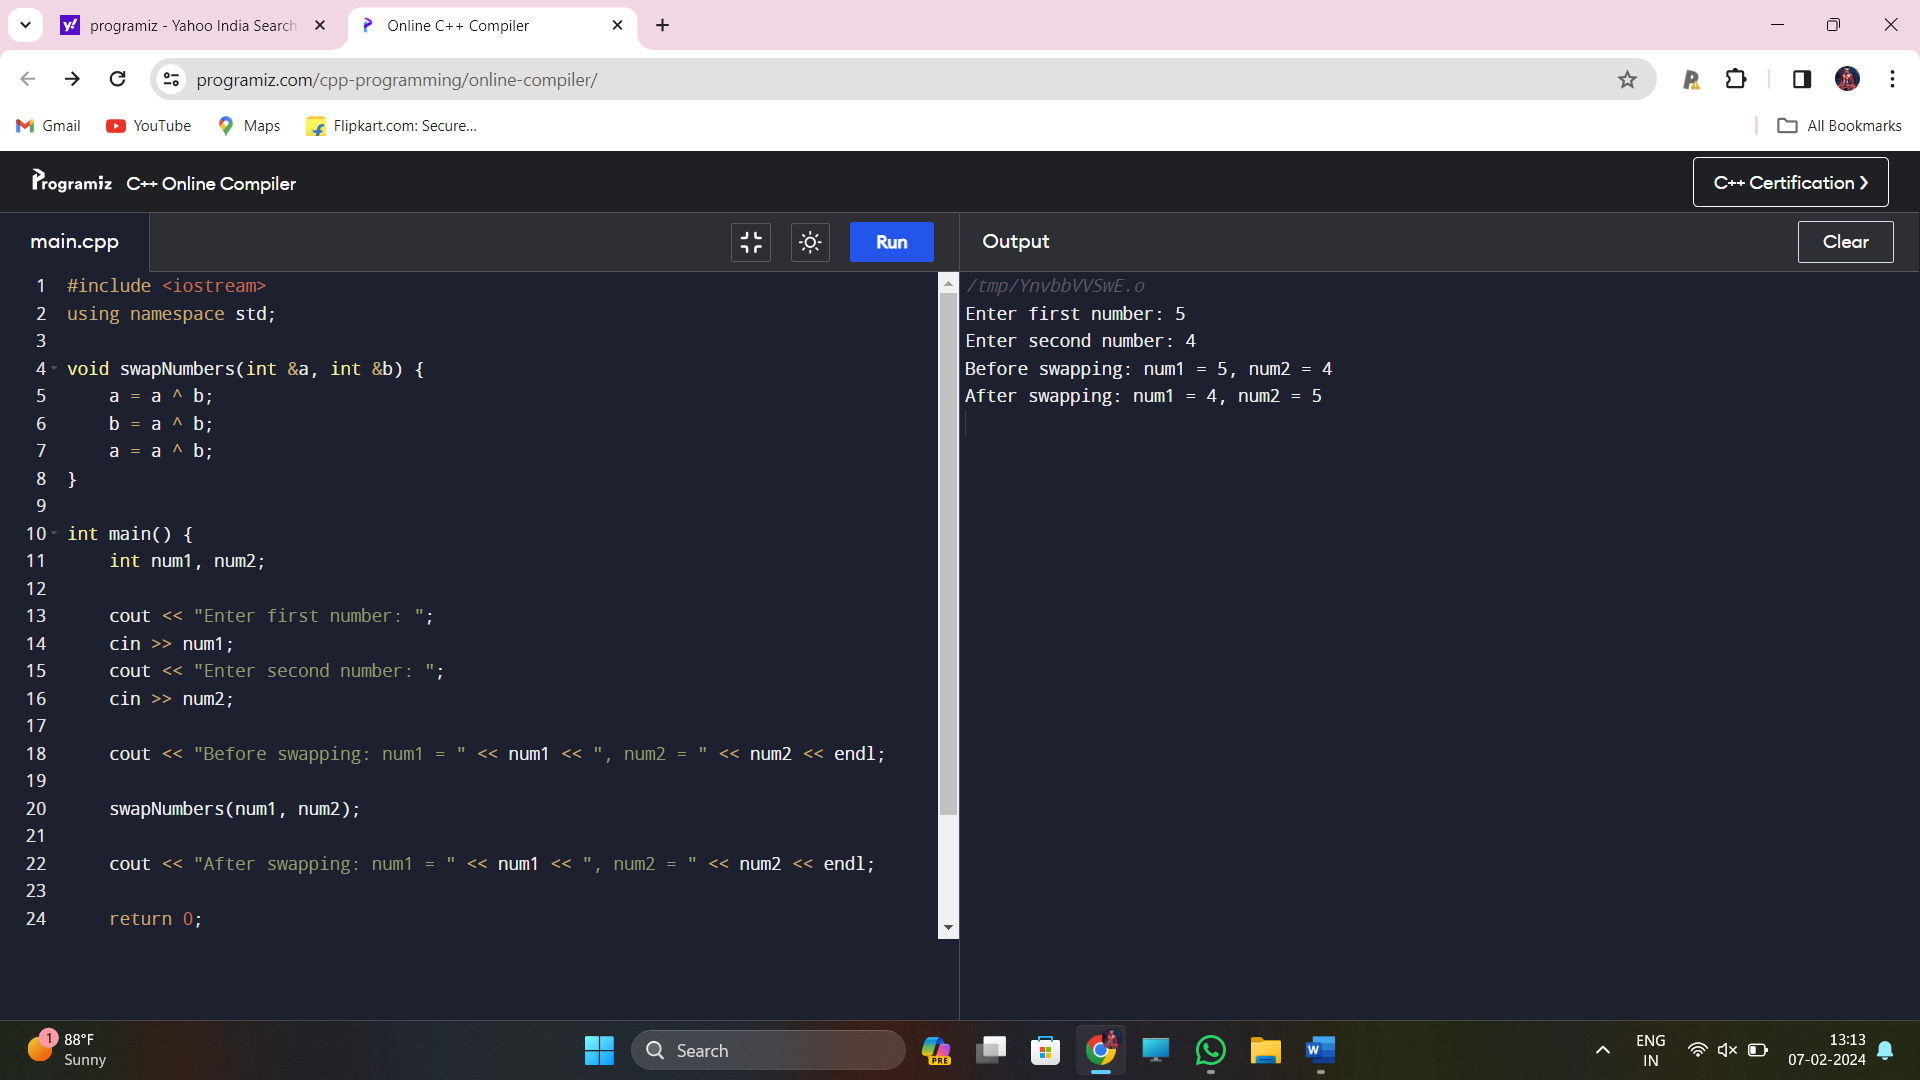 programiz - Yahoo India Search
Online C++ Compiler
programiz.com/cpp-programming/online-compiler/
Gmail
YouTube
Maps
Flipkart.com: Secure...
All Bookmarks
Programiz C++ Online Compiler
C++ Certification ❯
main.cpp
Run
Output
Clear
1 #include <iostream>
2 using namespace std;
3
4 void swapNumbers(int &a, int &b) {
5     a = a ^ b;
6     b = a ^ b;
7     a = a ^ b;
8 }
9
10 int main() {
11     int num1, num2;
12
13     cout << "Enter first number: ";
14     cin >> num1;
15     cout << "Enter second number: ";
16     cin >> num2;
17
18     cout << "Before swapping: num1 = " << num1 << ", num2 = " << num2 << endl;
19
20     swapNumbers(num1, num2);
21
22     cout << "After swapping: num1 = " << num1 << ", num2 = " << num2 << endl;
23
24     return 0;
/tmp/YnvbbVVSwE.o
Enter first number: 5
Enter second number: 4
Before swapping: num1 = 5, num2 = 4
After swapping: num1 = 4, num2 = 5
1
88°F
Sunny
Search
PRE
W
ENG
IN
13:13
07-02-2024